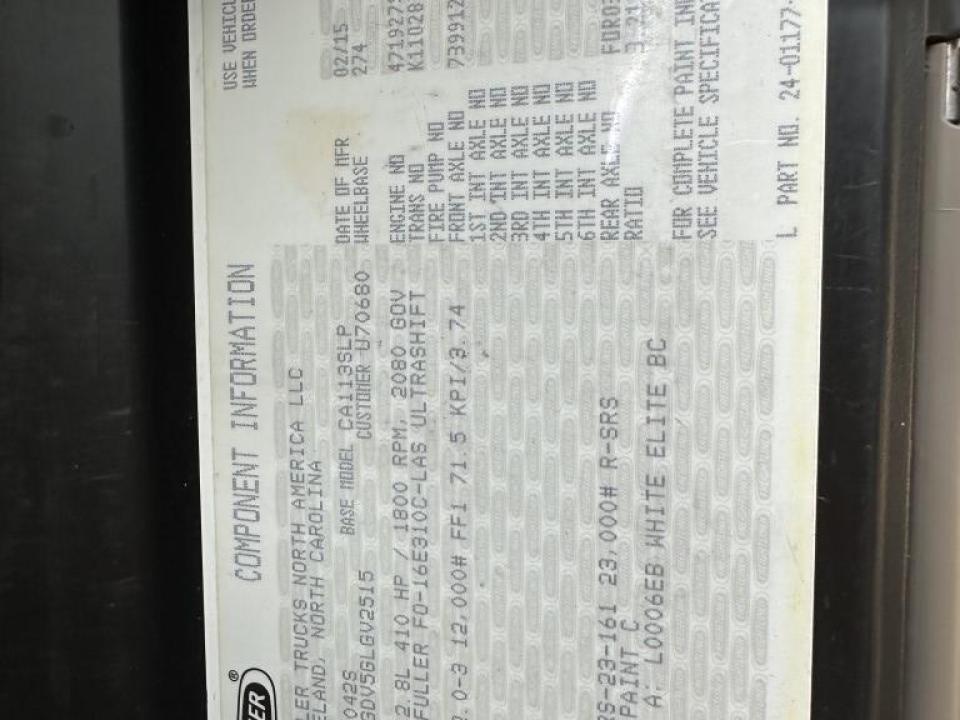 USE VEHICL
WHEN ORDER
COMPONENT INFORMATION
LER TRUCKS NORTH AMERICA LLC
ELAND, NORTH CAROLINA
042S BASE MODEL CA113SLP DATE OF MFR 02/15
GDV5GLGV2515 CUSTOMER U70680 WHEELBASE 274
2.8L 410 HP / 1800 RPM, 2080 GOV ENGINE NO 471927
FULLER FO-16E310C-LAS ULTRASHIFT TRANS NO K11028
FIRE PUMP NO
.0-3 12,000# FF1 71.5 KPI/3.74 FRONT AXLE NO 739912
1ST INT AXLE NO
2ND INT AXLE NO
3RD INT AXLE NO
4TH INT AXLE NO
5TH INT AXLE NO
6TH INT AXLE NO
RS-23-161 23,000# R-SRS REAR AXLE NO
PAINT C RATIO
A: L0006EB WHITE ELITE BC FOR COMPLETE PAINT IN
SEE VEHICLE SPECIFICA
L PART NO. 24-01177-